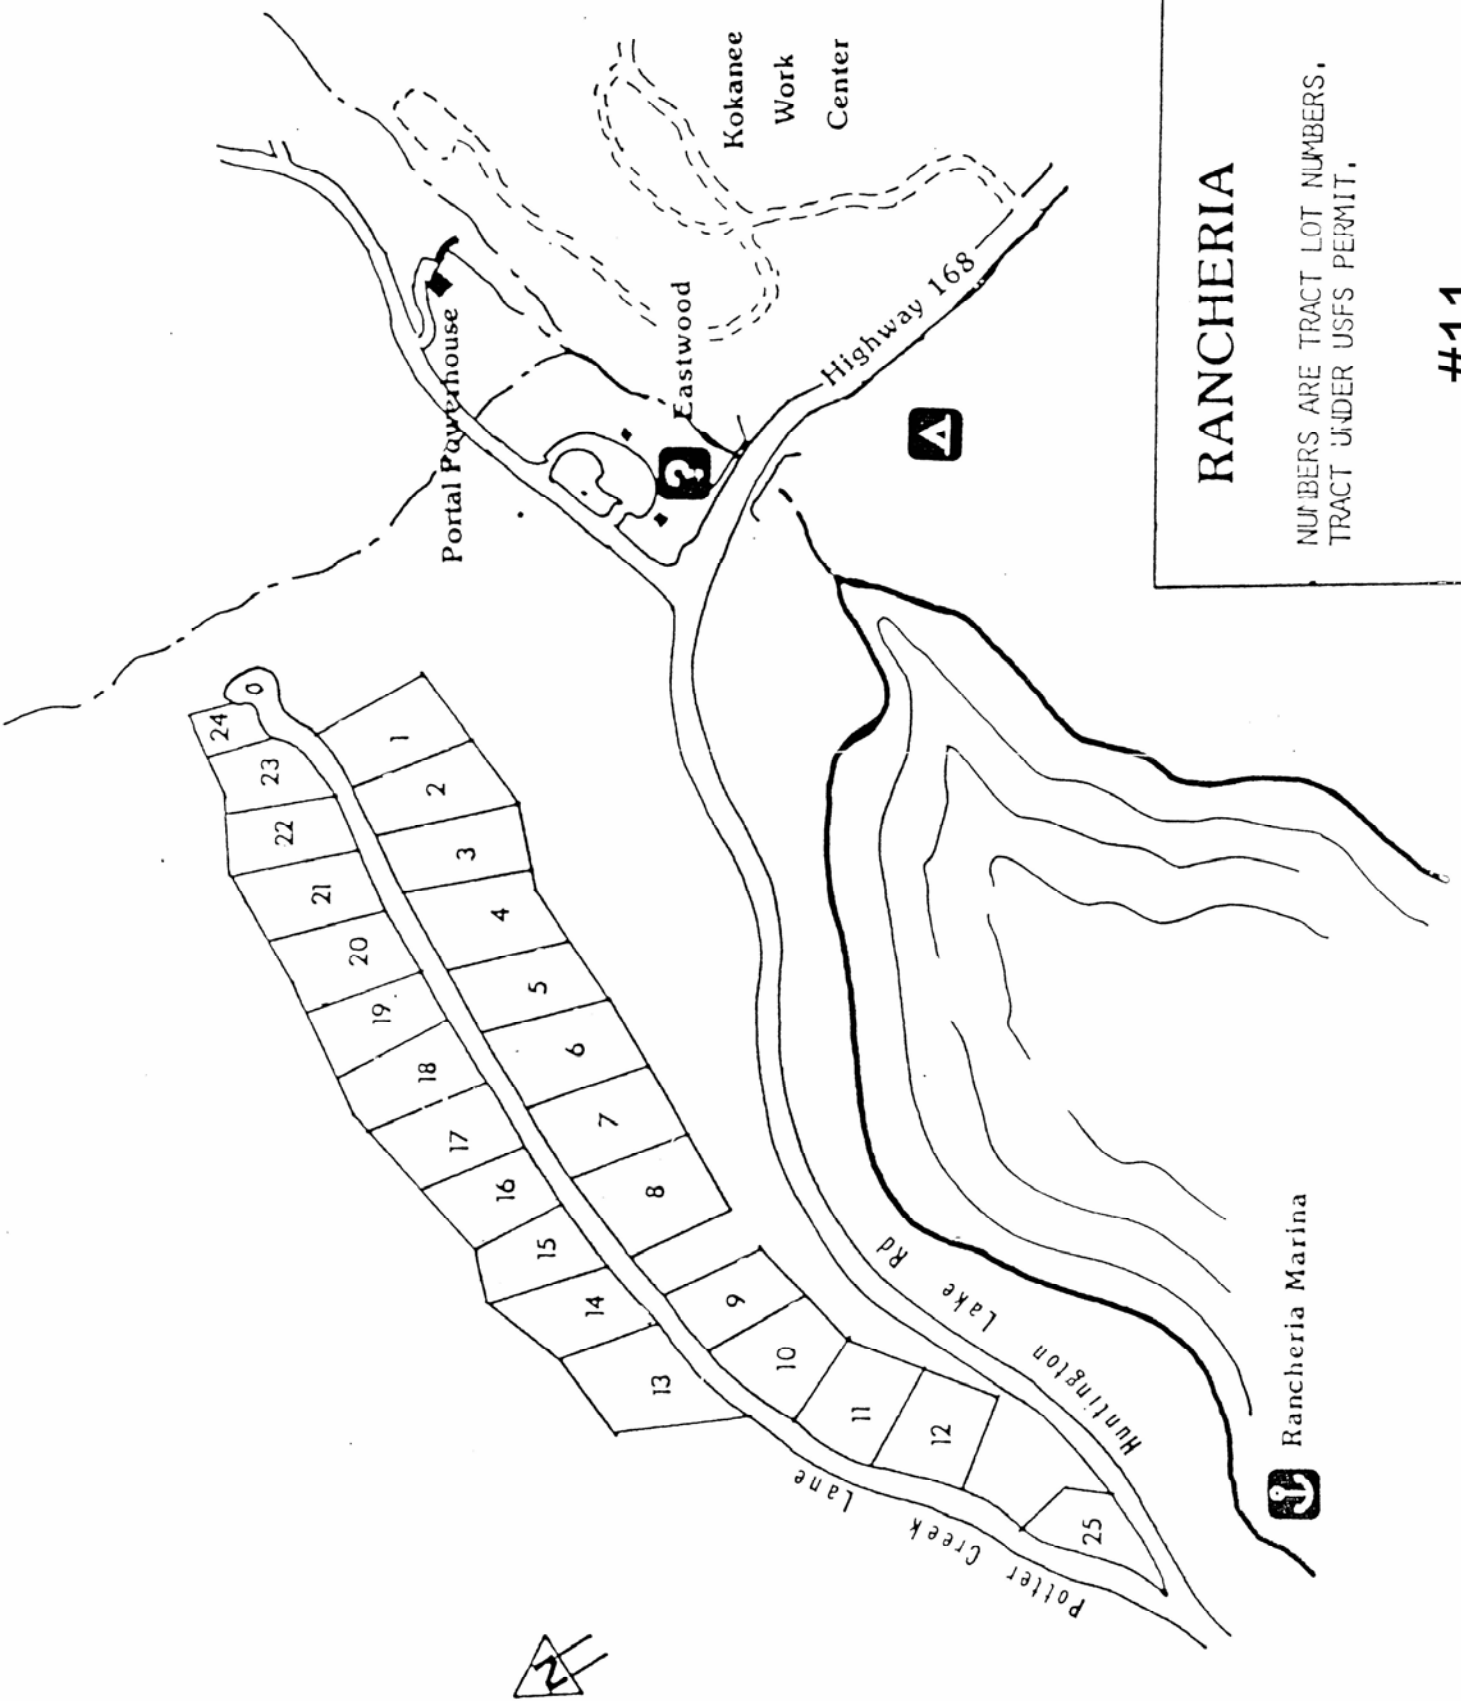 Kokanee
Work
Center
Portal Powerhouse
Eastwood
?
Highway 168
24
23
22
21
20
19
18
17
16
15
14
13
1
2
3
4
5
6
7
8
9
10
11
12
25
Potter Creek Lane
Huntington Lake Rd
Rancheria Marina
N
RANCHERIA
NUMBERS ARE TRACT LOT NUMBERS.
TRACT UNDER USFS PERMIT.
#11